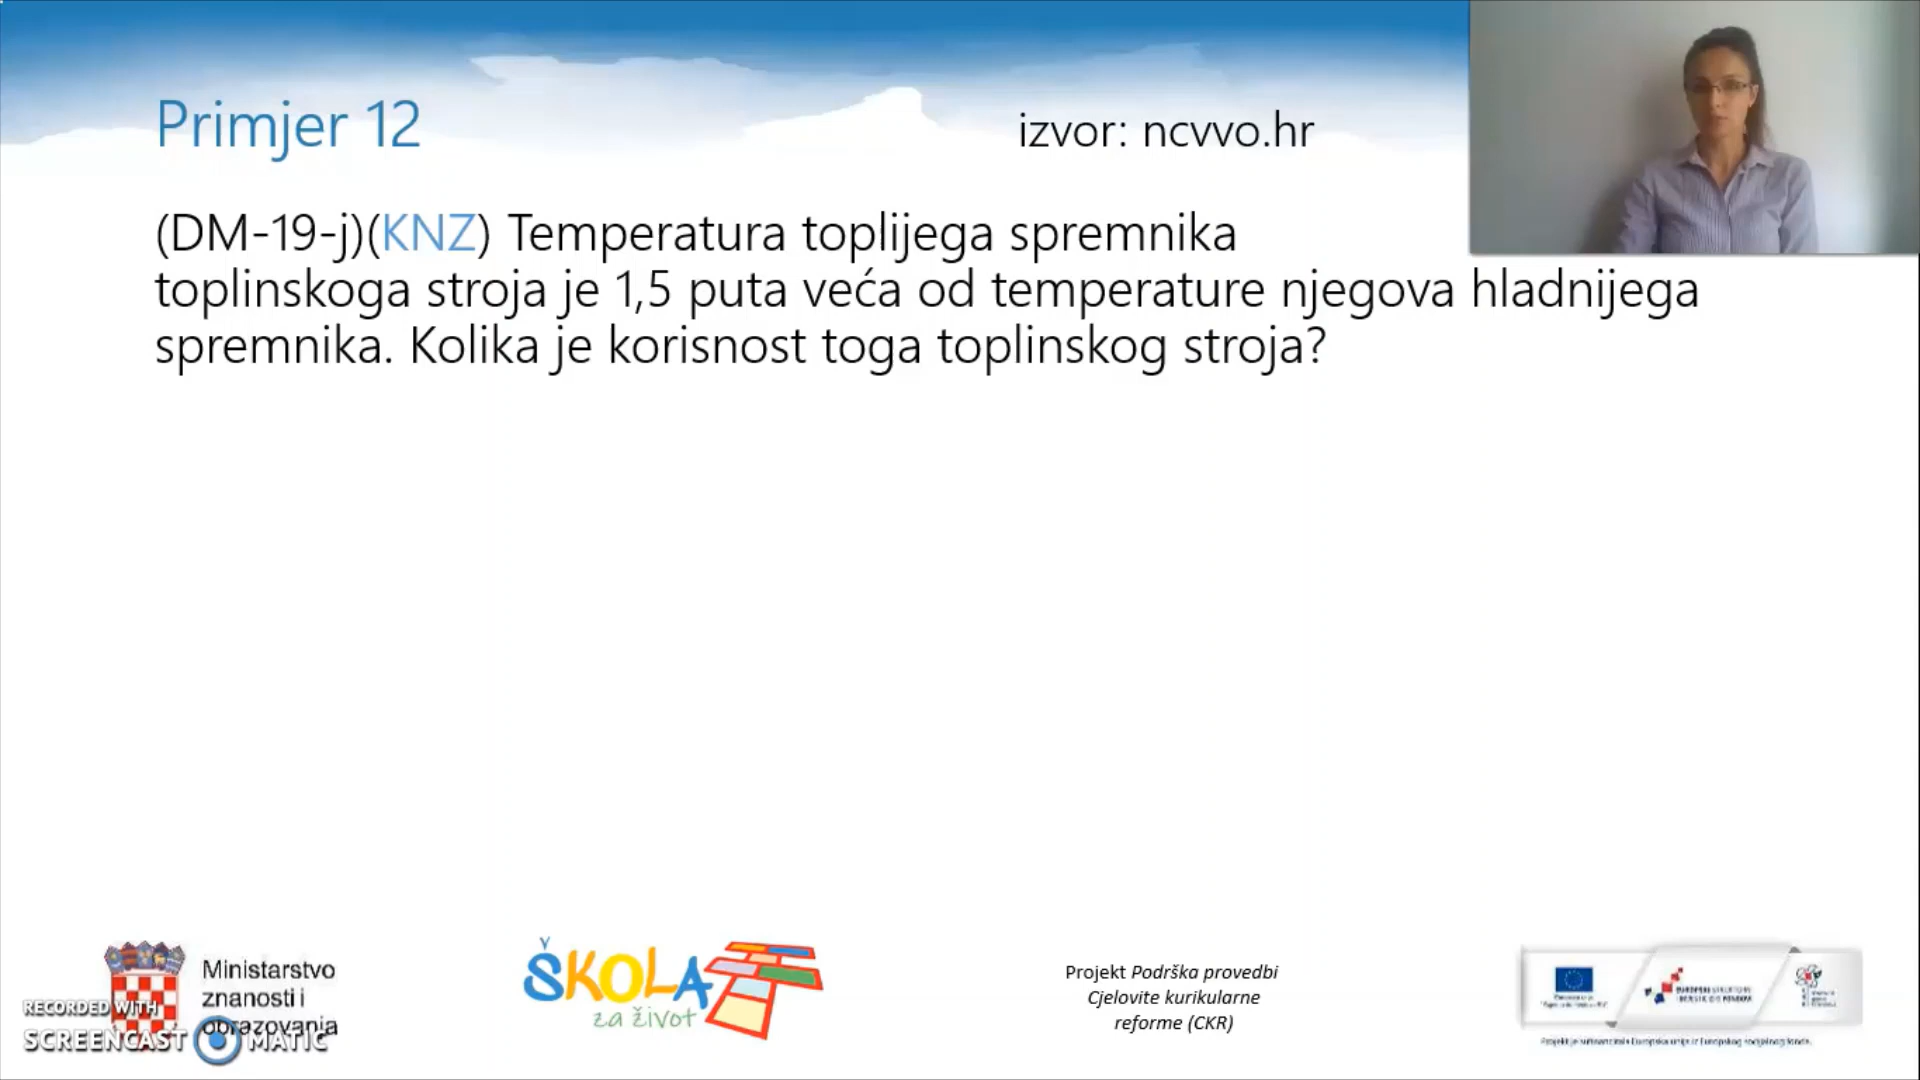 Primjer 12
izvor: ncvvo.hr
(DM-19-j)(KNZ) Temperatura toplijega spremnika
toplinskoga stroja je 1,5 puta veća od temperature njegova hladnijega
spremnika. Kolika je korisnost toga toplinskog stroja?
Ministarstvo
znanosti i
obrazovanja
RECORDED WITH
SCREENCAST MATIC
ŠKOLA
za život
Projekt Podrška provedbi
Cjelovite kurikularne
reforme (CKR)